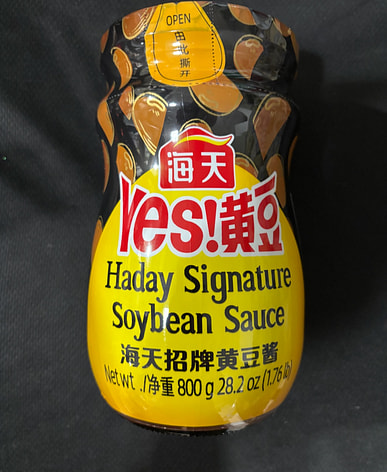 OPEN
由此撕开
海天
Yes!黄豆
Haday Signature
Soybean Sauce
海天招牌黄豆酱
Net wt./净重 800 g 28.2 oz (1.76 lb)